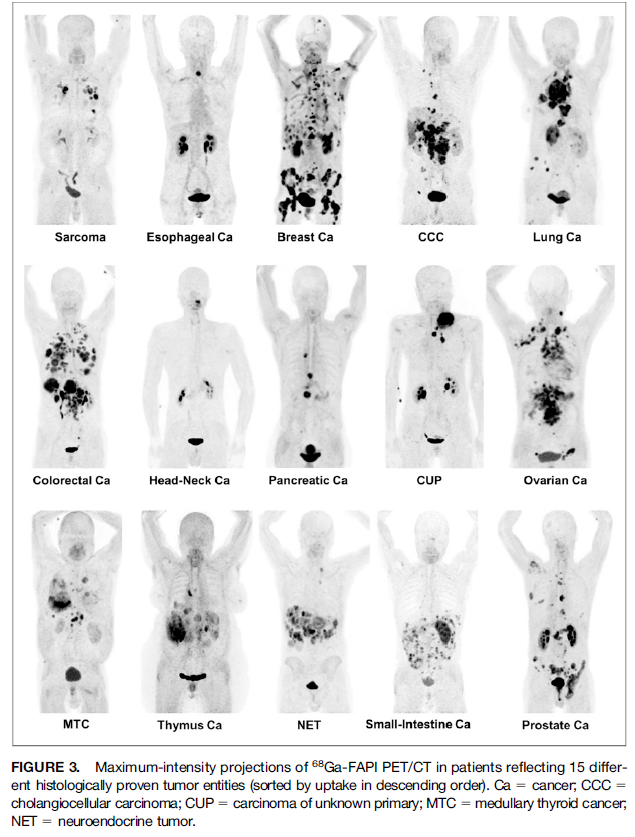 Sarcoma Esophageal Ca Breast Ca CCC Lung Ca
Colorectal Ca Head-Neck Ca Pancreatic Ca CUP Ovarian Ca
MTC Thymus Ca NET Small-Intestine Ca Prostate Ca
FIGURE 3. Maximum-intensity projections of ⁶⁸Ga-FAPI PET/CT in patients reflecting 15 differ-
ent histologically proven tumor entities (sorted by uptake in descending order). Ca = cancer; CCC =
cholangiocellular carcinoma; CUP = carcinoma of unknown primary; MTC = medullary thyroid cancer;
NET = neuroendocrine tumor.